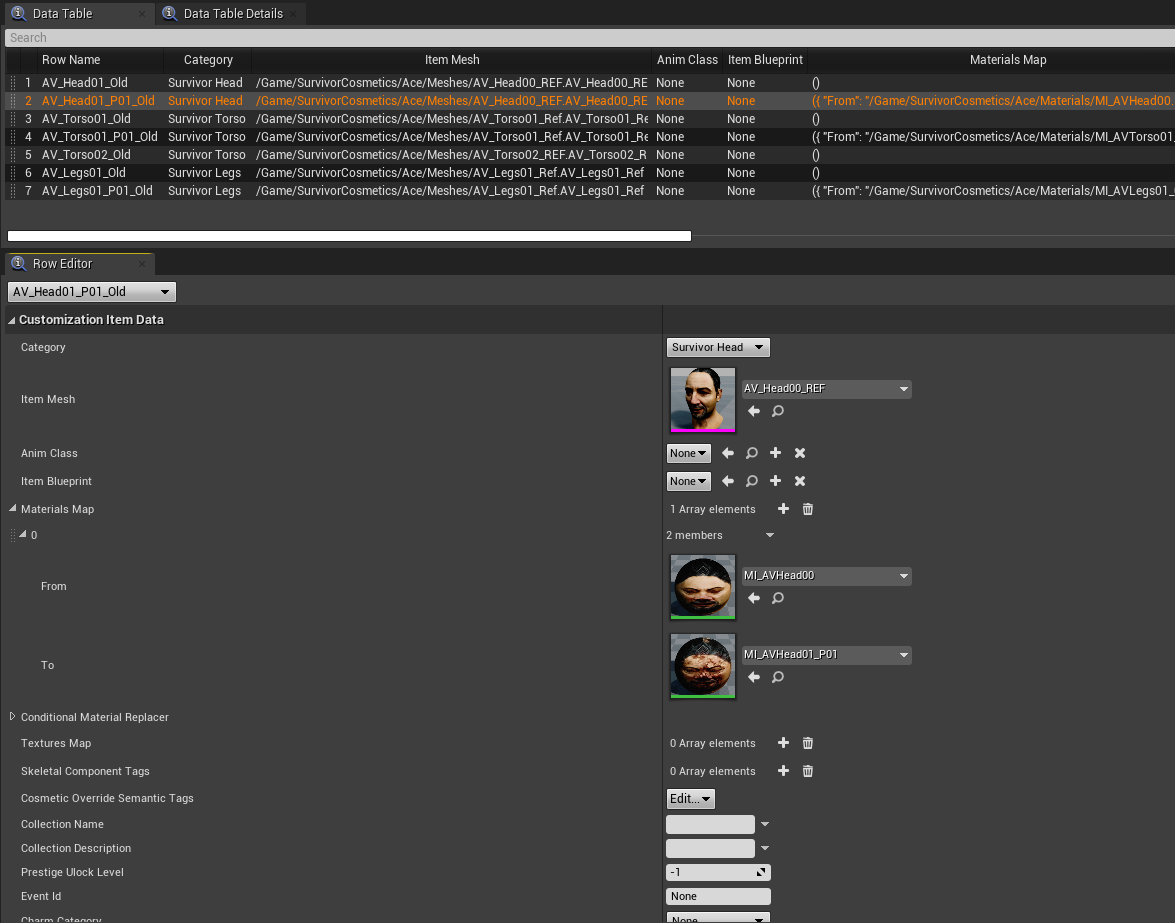 Data Table
Data Table Details
Search
Row Name Category Item Mesh Anim Class Item Blueprint Materials Map
1 AV_Head01_Old Survivor Head /Game/SurvivorCosmetics/Ace/Meshes/AV_Head00_REF.AV_Head00_RE None None ()
2 AV_Head01_P01_Old Survivor Head /Game/SurvivorCosmetics/Ace/Meshes/AV_Head00_REF.AV_Head00_RE None None ({ "From": "/Game/SurvivorCosmetics/Ace/Materials/MI_AVHead00.
3 AV_Torso01_Old Survivor Torso /Game/SurvivorCosmetics/Ace/Meshes/AV_Torso01_Ref.AV_Torso01_Re None None ()
4 AV_Torso01_P01_Old Survivor Torso /Game/SurvivorCosmetics/Ace/Meshes/AV_Torso01_Ref.AV_Torso01_Re None None ({ "From": "/Game/SurvivorCosmetics/Ace/Materials/MI_AVTorso01_
5 AV_Torso02_Old Survivor Torso /Game/SurvivorCosmetics/Ace/Meshes/AV_Torso02_REF.AV_Torso02_R None None ()
6 AV_Legs01_Old Survivor Legs /Game/SurvivorCosmetics/Ace/Meshes/AV_Legs01_Ref.AV_Legs01_Ref None None ()
7 AV_Legs01_P01_Old Survivor Legs /Game/SurvivorCosmetics/Ace/Meshes/AV_Legs01_Ref.AV_Legs01_Ref None None ({ "From": "/Game/SurvivorCosmetics/Ace/Materials/MI_AVLegs01_
Row Editor
AV_Head01_P01_Old
Customization Item Data
Category Survivor Head
Item Mesh AV_Head00_REF
Anim Class None
Item Blueprint None
Materials Map 1 Array elements
0 2 members
From MI_AVHead00
To MI_AVHead01_P01
Conditional Material Replacer
Textures Map 0 Array elements
Skeletal Component Tags 0 Array elements
Cosmetic Override Semantic Tags Edit...
Collection Name
Collection Description
Prestige Ulock Level -1
Event Id None
Charm Category None